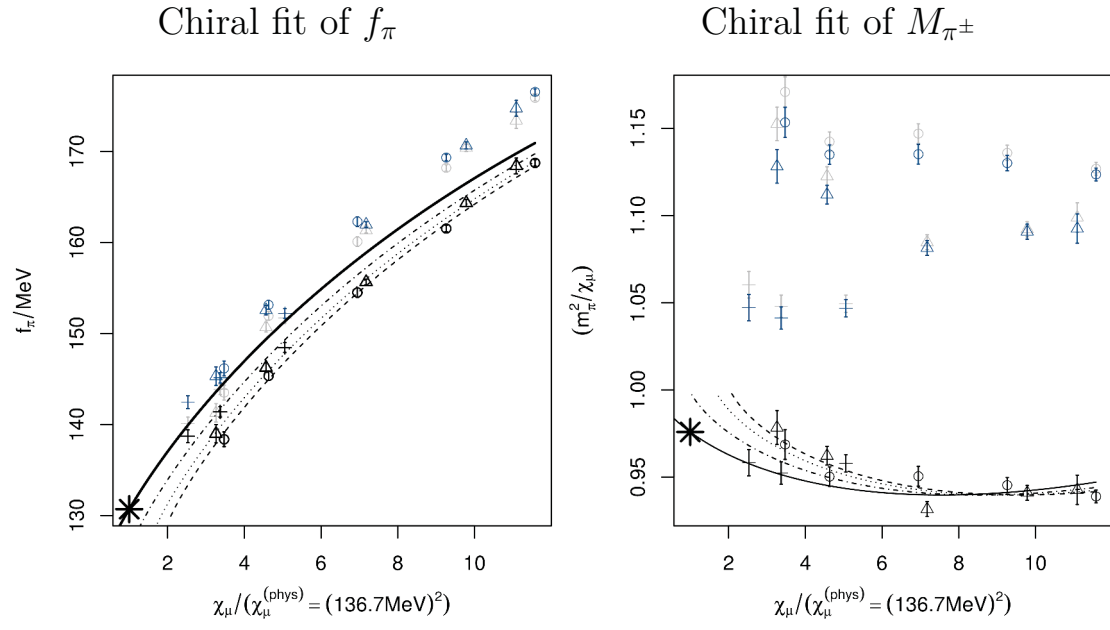 Chiral fit of fπ
Chiral fit of Mπ±
fπ/MeV
130 140 150 160 170
2 4 6 8 10
χμ/(χμ(phys) = (136.7MeV)2)
(m2π/χμ)
0.95 1.00 1.05 1.10 1.15
2 4 6 8 10
χμ/(χμ(phys) = (136.7MeV)2)